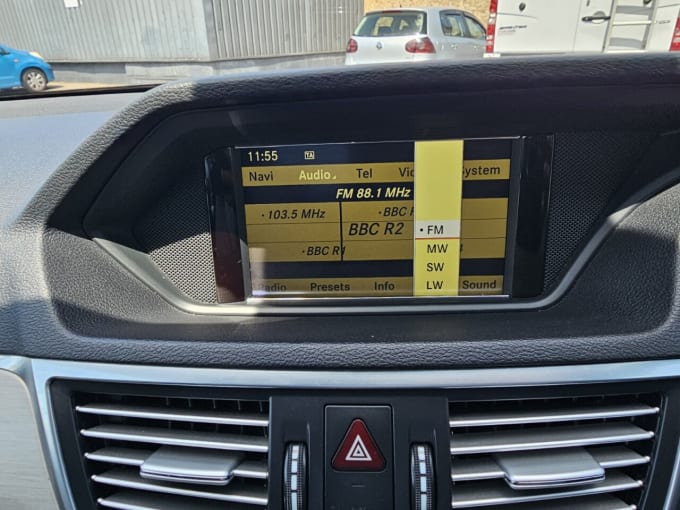 11:55 TA
Navi Audio Tel System
FM 88.1 MHz
•103.5 MHz •BBC
BBC R2 • FM
MW
•BBC R1
SW
LW
Presets Info Sound